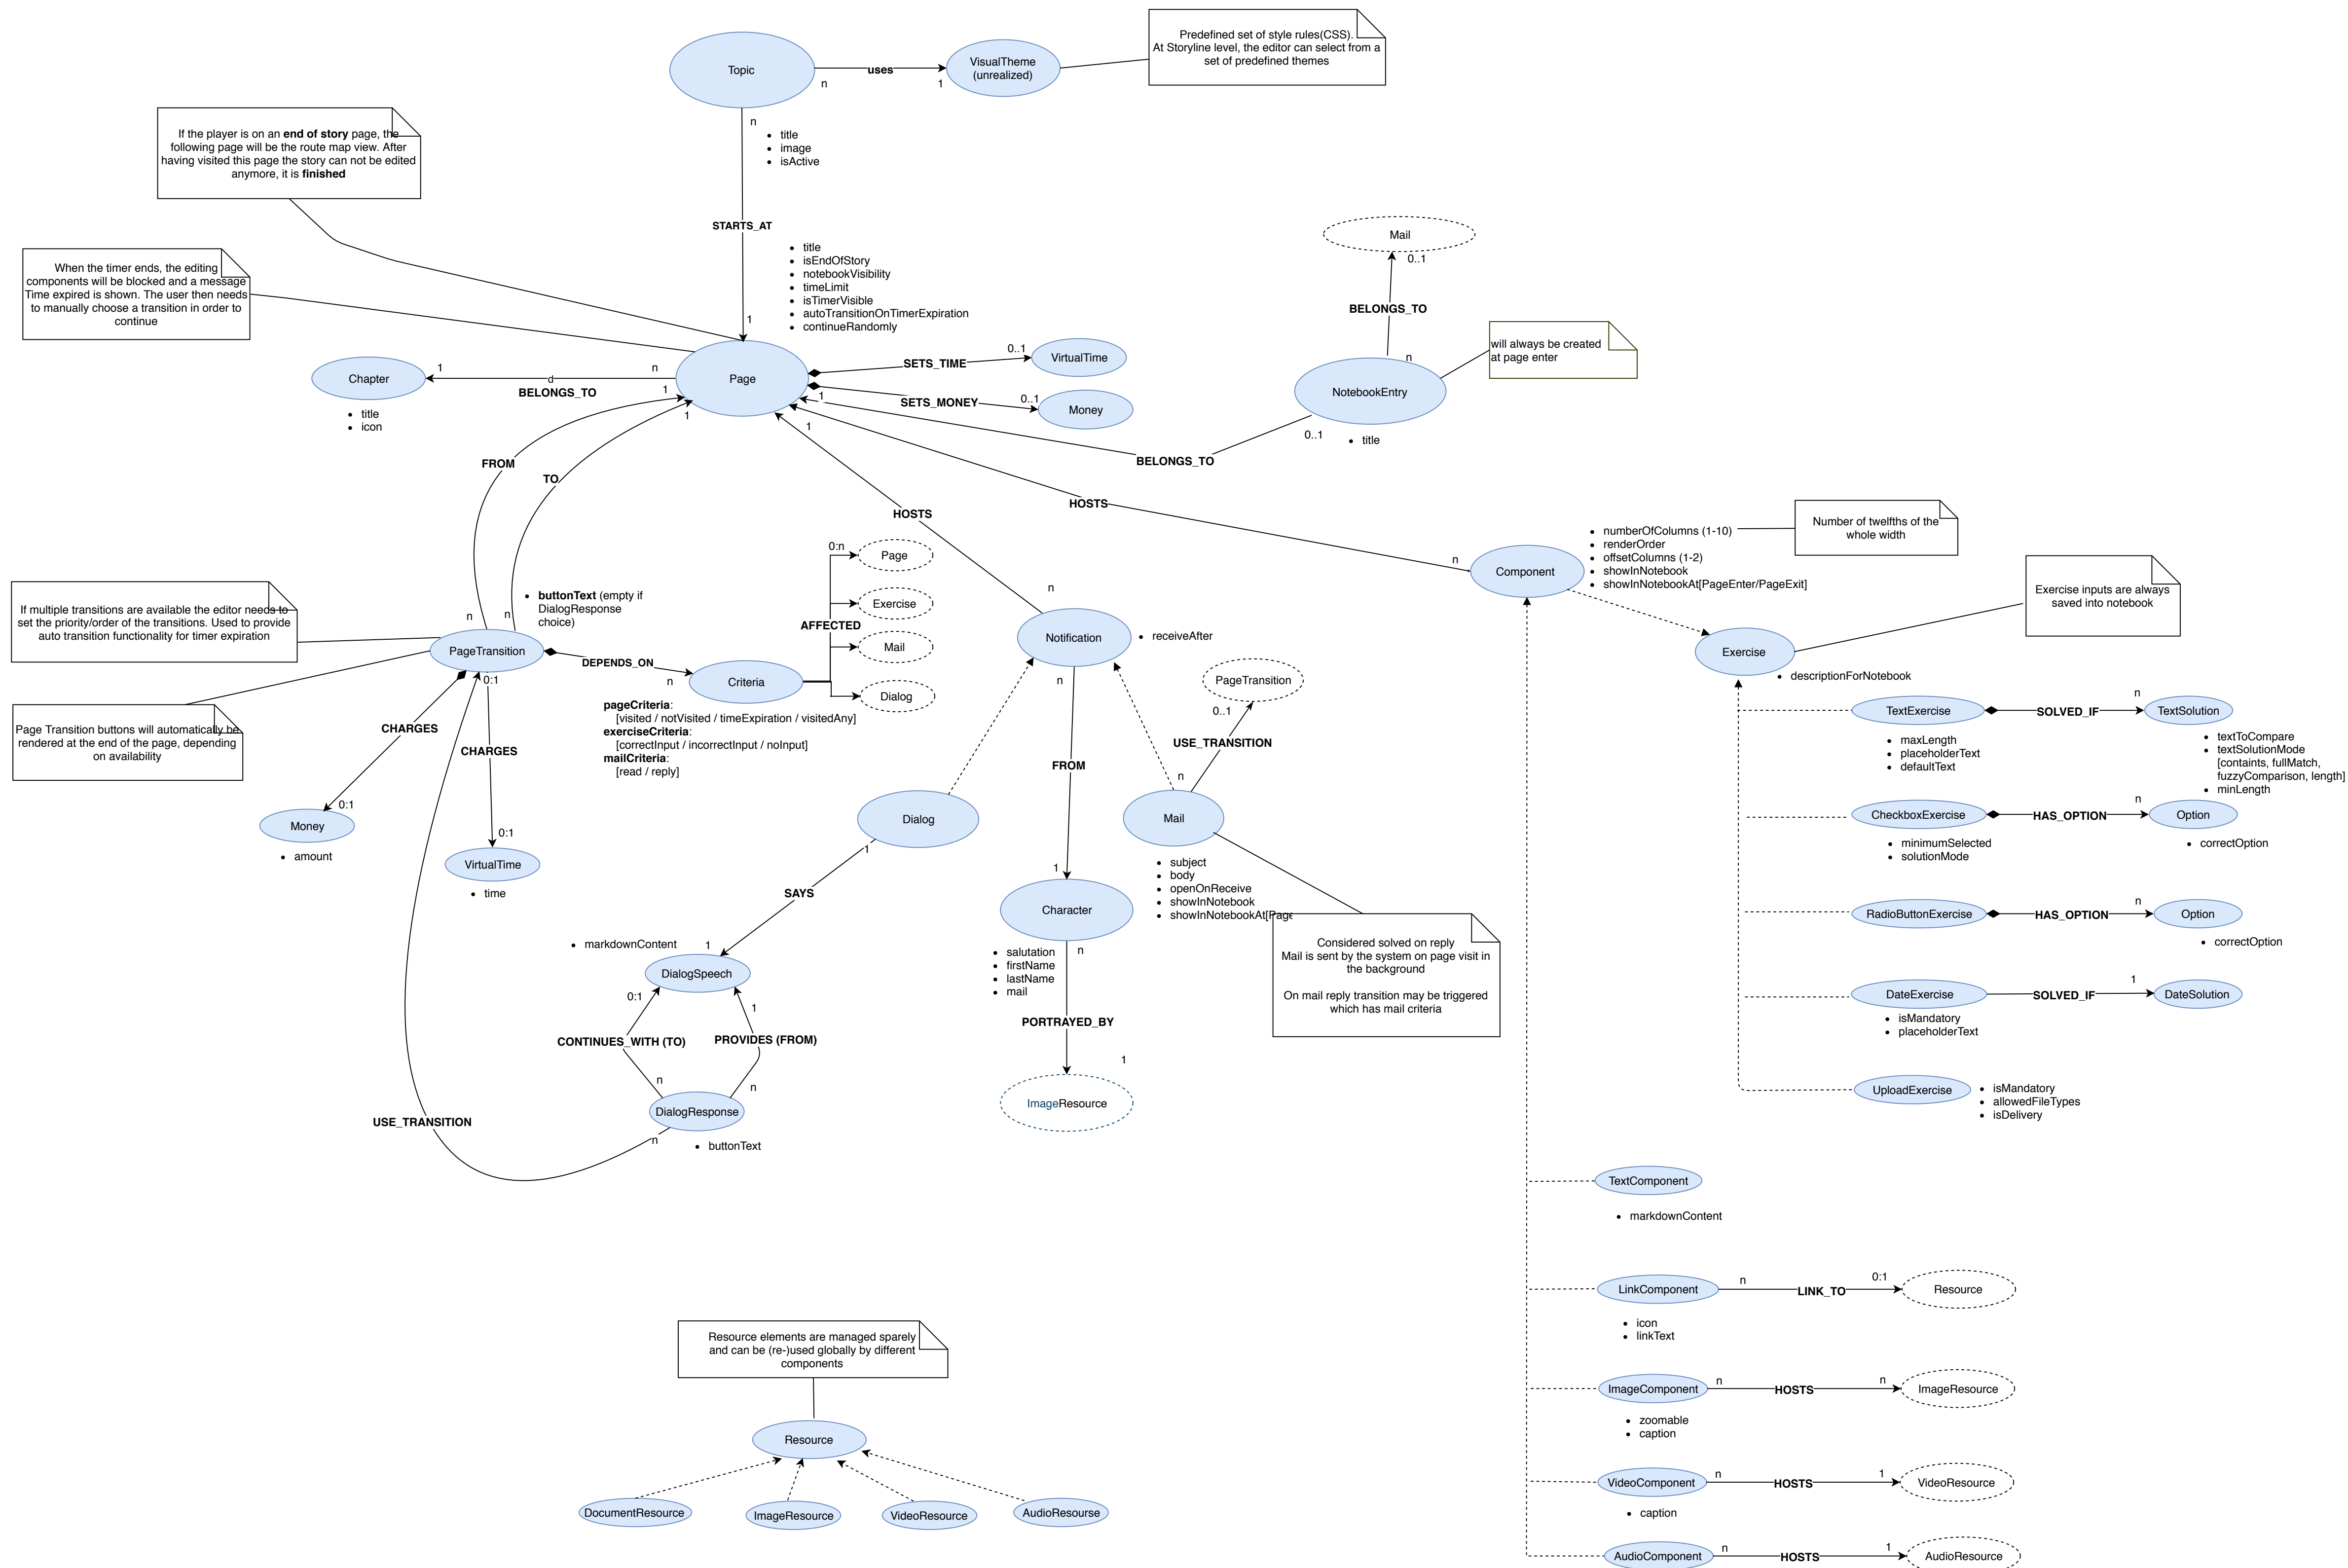 Predefined set of style rules(CSS).
At Storyline level, the editor can select from a
set of predefined themes
Topic
uses
n
1
VisualTheme
(unrealized)
n
title
image
isActive
If the player is on an end of story page, the
following page will be the route map view. After
having visited this page the story can not be edited
anymore, it is finished
STARTS_AT
Mail
0..1
BELONGS_TO
n
title
isEndOfStory
notebookVisibility
timeLimit
isTimerVisible
autoTransitionOnTimerExpiration
continueRandomly
1
When the timer ends, the editing
components will be blocked and a message
Time expired is shown. The user then needs
to manually choose a transition in order to
continue
will always be created
at page enter
Chapter
1
d
n
BELONGS_TO
title
icon
Page
SETS_TIME
0..1
VirtualTime
SETS_MONEY
0..1
Money
NotebookEntry
title
0..1
1
BELONGS_TO
1
1
1
FROM
TO
HOSTS
HOSTS
n
n
Component
numberOfColumns (1-10)
renderOrder
offsetColumns (1-2)
showInNotebook
showInNotebookAt[PageEnter/PageExit]
Number of twelfths of the
whole width
Exercise inputs are always
saved into notebook
If multiple transitions are available the editor needs to
set the priority/order of the transitions. Used to provide
auto transition functionality for timer expiration
n
n
buttonText (empty if
DialogResponse
choice)
0:n
Page
Exercise
AFFECTED
Mail
Dialog
PageTransition
0:1
DEPENDS_ON
n
Criteria
pageCriteria:
[visited / notVisited / timeExpiration / visitedAny]
exerciseCriteria:
[correctInput / incorrectInput / noInput]
mailCriteria:
[read / reply]
Notification
receiveAfter
n
PageTransition
0..1
USE_TRANSITION
n
Exercise
descriptionForNotebook
Page Transition buttons will automatically be
rendered at the end of the page, depending
on availability
CHARGES
CHARGES
0:1
Money
amount
0:1
VirtualTime
time
FROM
Dialog
1
SAYS
1
Mail
subject
body
openOnReceive
showInNotebook
showInNotebookAt[Page
TextExercise
SOLVED_IF
n
TextSolution
maxLength
placeholderText
defaultText
textToCompare
textSolutionMode
[containts, fullMatch,
fuzzyComparison, length]
minLength
CheckboxExercise
HAS_OPTION
n
Option
minimumSelected
solutionMode
correctOption
RadioButtonExercise
HAS_OPTION
n
Option
correctOption
DateExercise
SOLVED_IF
1
DateSolution
isMandatory
placeholderText
UploadExercise
isMandatory
allowedFileTypes
isDelivery
1
Character
n
salutation
firstName
lastName
mail
PORTRAYED_BY
1
ImageResource
Considered solved on reply
Mail is sent by the system on page visit in
the background
On mail reply transition may be triggered
which has mail criteria
markdownContent
DialogSpeech
0:1
1
CONTINUES_WITH (TO)
PROVIDES (FROM)
n
n
DialogResponse
n
buttonText
USE_TRANSITION
TextComponent
markdownContent
LinkComponent
n
LINK_TO
0:1
Resource
icon
linkText
ImageComponent
n
HOSTS
n
ImageResource
zoomable
caption
VideoComponent
n
HOSTS
1
VideoResource
caption
AudioComponent
n
HOSTS
1
AudioResource
Resource elements are managed sparely
and can be (re-)used globally by different
components
Resource
DocumentResource
ImageResource
VideoResource
AudioResourse